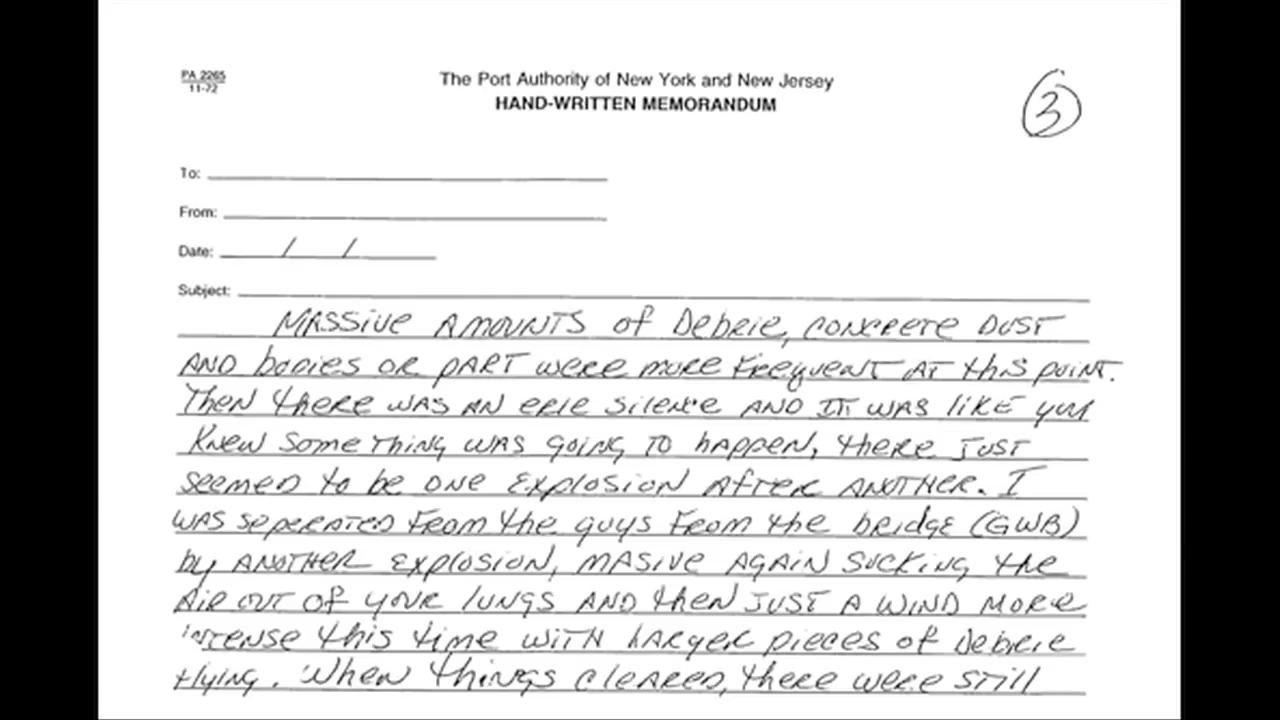 PA 2265
11-72
The Port Authority of New York and New Jersey
HAND-WRITTEN MEMORANDUM
3
To:
From:
Date: / /
Subject:
MASSIVE AMOUNTS of Debrie, CONCRETE DUST
AND bodies OR PART were more frequent AT this point.
Then there WAS AN erie silence AND IT WAS like you
Knew something WAS going TO happen, there JUST
seemed to be ONE Explosion AFTER ANOTHER. I
WAS seperated From the guys From the bridge (GWB)
by ANOTHER Explosion, MASIVE AGAIN sucking the
AIR OUT OF YOUR lungs AND then JUST A WIND MORE
intense this time WITH LARGER pieces of Debrie
flying. When things cleared, there were still